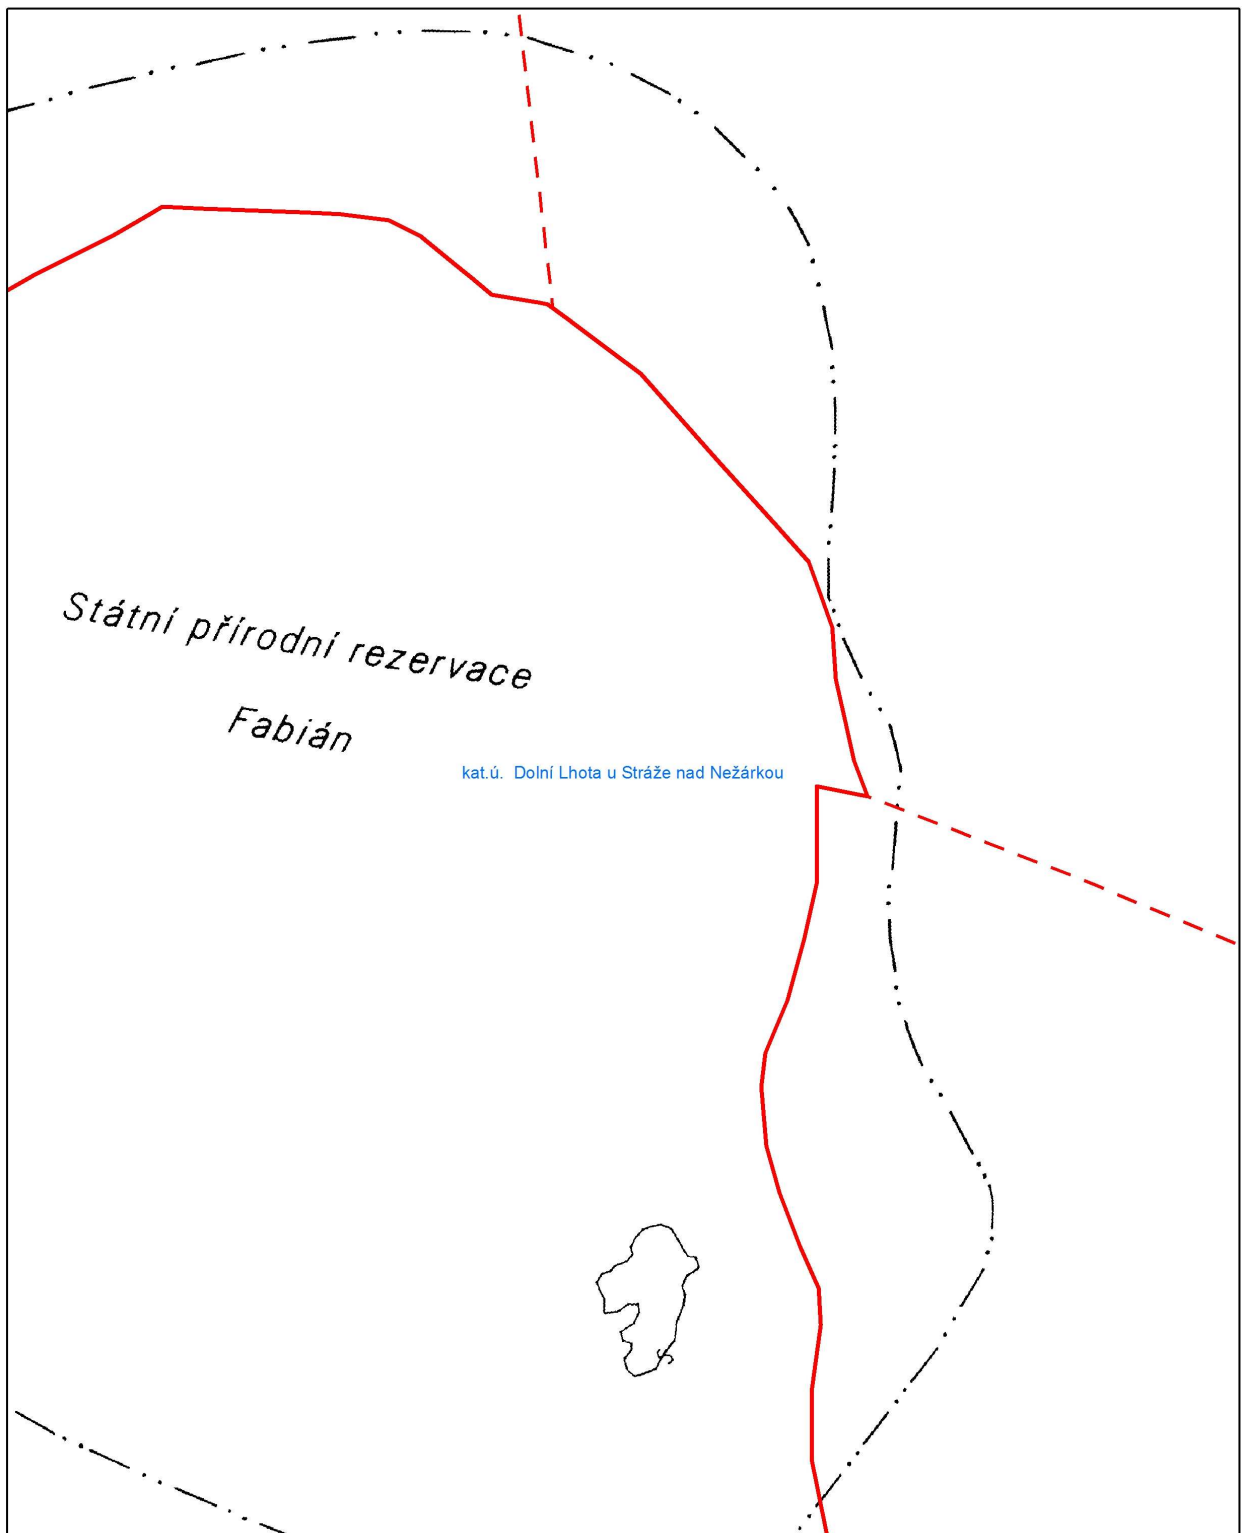 Státní přírodní rezervace
Fabián
kat.ú. Dolní Lhota u Stráže nad Nežárkou